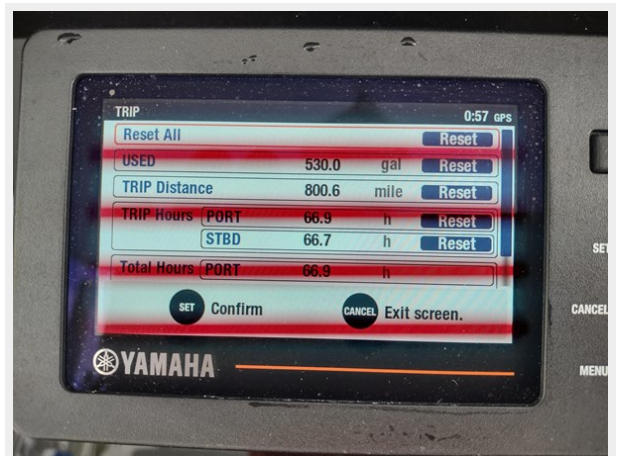 TRIP 0:57 GPS
Reset All Reset
USED 530.0 gal Reset
TRIP Distance 800.6 mile Reset
TRIP Hours PORT 66.9 h Reset
STBD 66.7 h Reset
Total Hours PORT 66.9 h
SET Confirm CANCEL Exit screen.
YAMAHA
SET
CANCEL
MENU